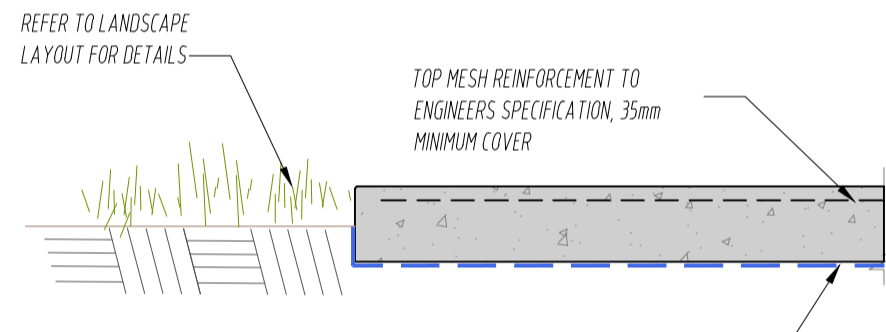 REFER TO LANDSCAPE
LAYOUT FOR DETAILS
TOP MESH REINFORCEMENT TO
ENGINEERS SPECIFICATION, 35mm
MINIMUM COVER